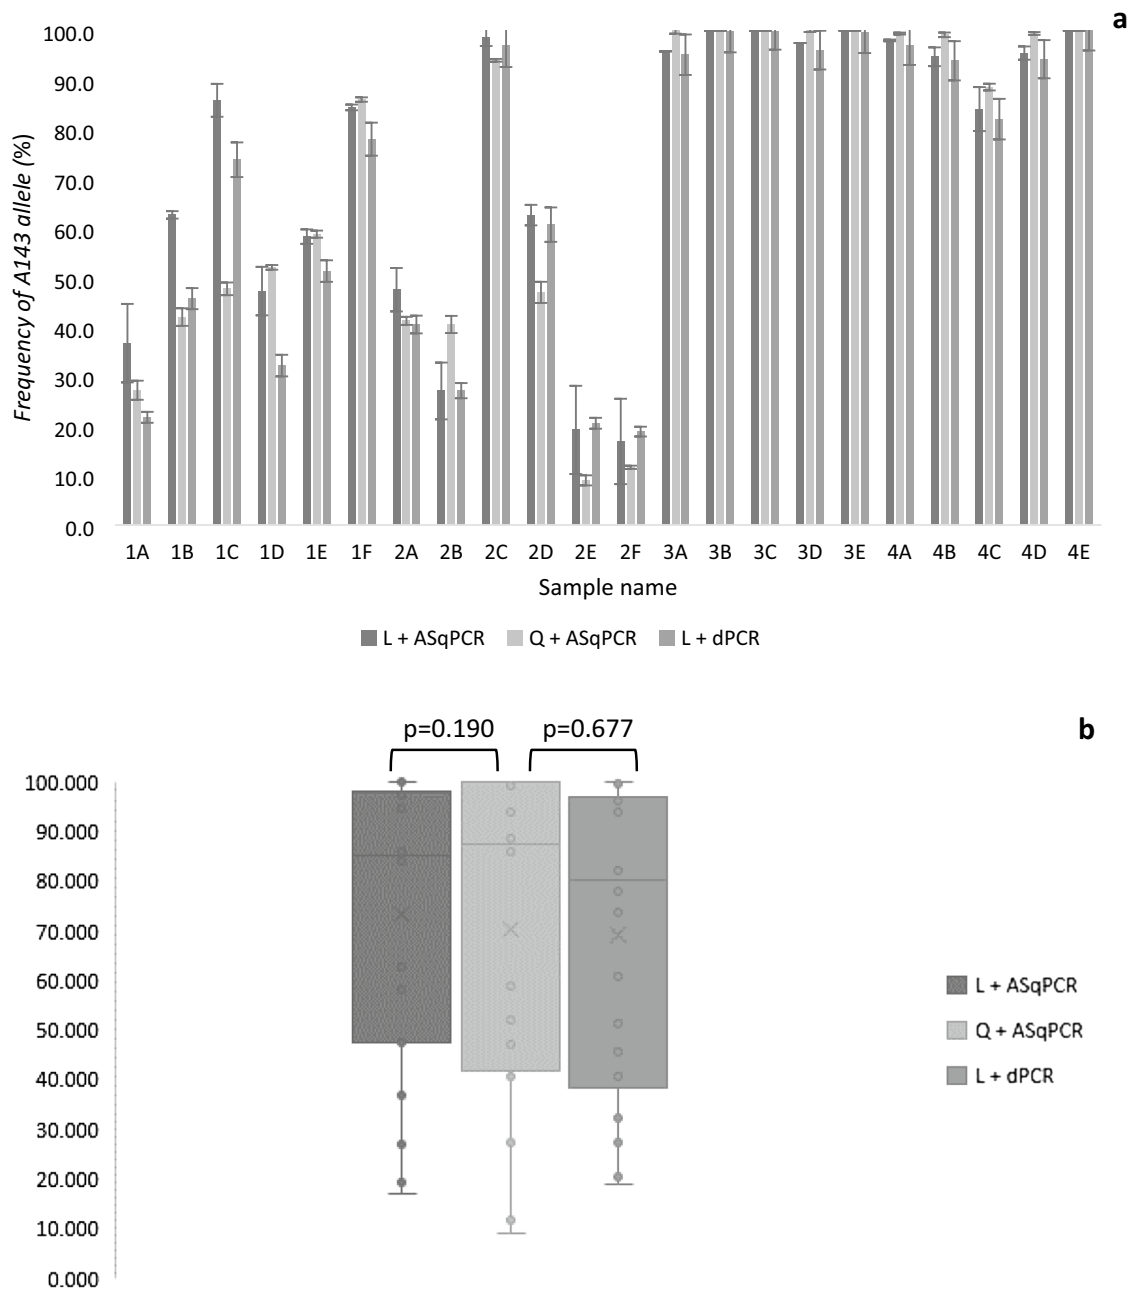 a
100.0
90.0
80.0
70.0
60.0
50.0
40.0
30.0
20.0
10.0
0.0
Frequency of A143 allele (%)
1A 1B 1C 1D 1E 1F 2A 2B 2C 2D 2E 2F 3A 3B 3C 3D 3E 4A 4B 4C 4D 4E
Sample name
L + ASqPCR Q + ASqPCR L + dPCR
b
p=0.190 p=0.677
100.000
90.000
80.000
70.000
60.000
50.000
40.000
30.000
20.000
10.000
0.000
L + ASqPCR
Q + ASqPCR
L + dPCR